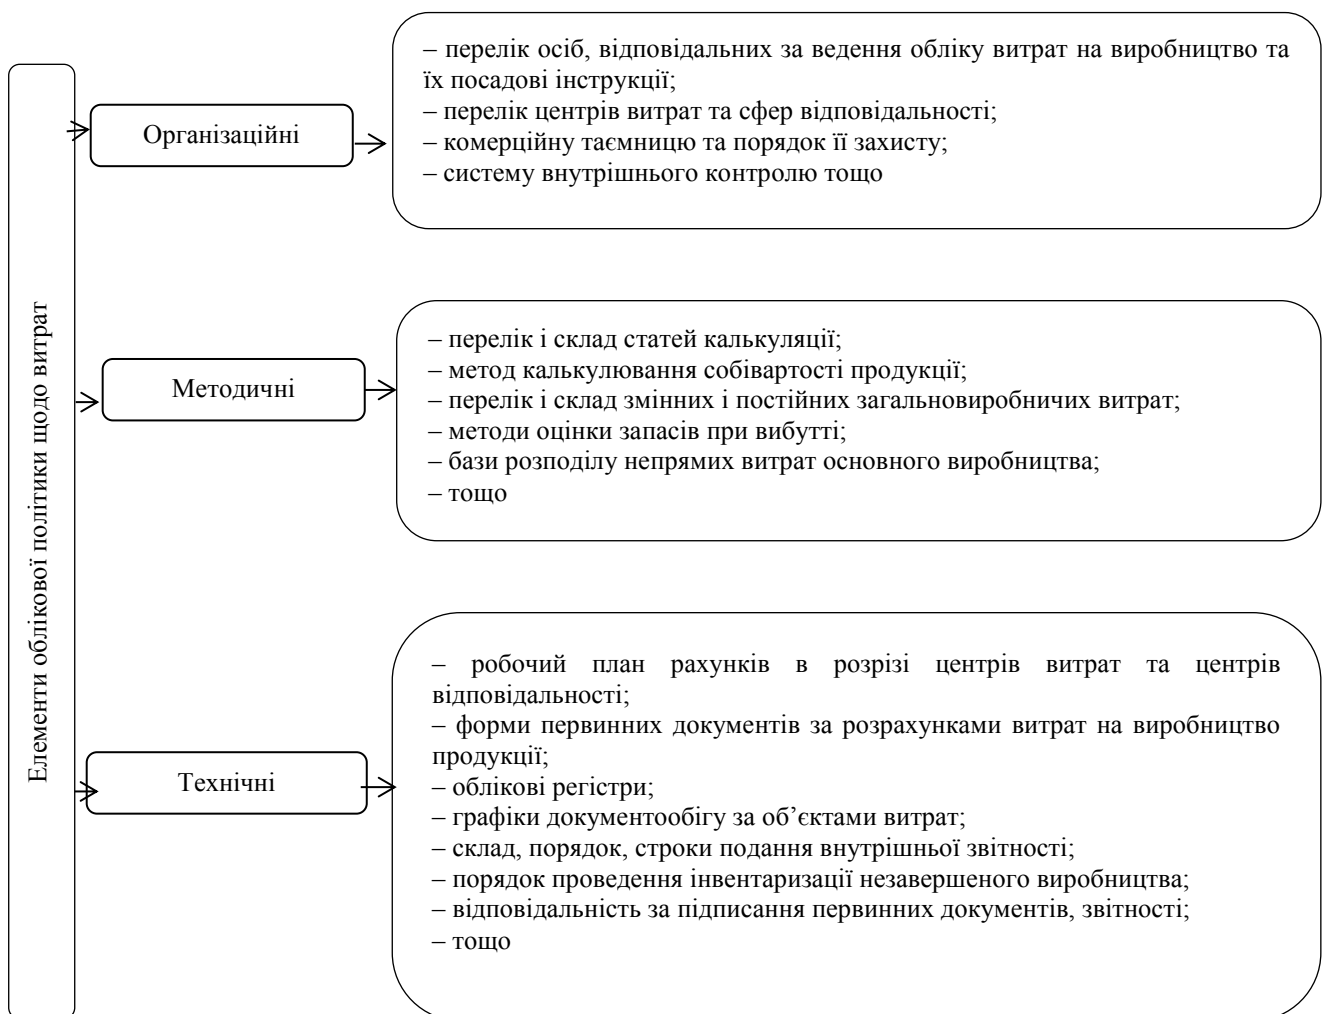 Елементи облікової політики щодо витрат
Організаційні
– перелік осіб, відповідальних за ведення обліку витрат на виробництво та
їх посадові інструкції;
– перелік центрів витрат та сфер відповідальності;
– комерційну таємницю та порядок її захисту;
– систему внутрішнього контролю тощо
Методичні
– перелік і склад статей калькуляції;
– метод калькулювання собівартості продукції;
– перелік і склад змінних і постійних загальновиробничих витрат;
– методи оцінки запасів при вибутті;
– бази розподілу непрямих витрат основного виробництва;
– тощо
Технічні
– робочий план рахунків в розрізі центрів витрат та центрів
відповідальності;
– форми первинних документів за розрахунками витрат на виробництво
продукції;
– облікові регістри;
– графіки документообігу за об’єктами витрат;
– склад, порядок, строки подання внутрішньої звітності;
– порядок проведення інвентаризації незавершеного виробництва;
– відповідальність за підписання первинних документів, звітності;
– тощо